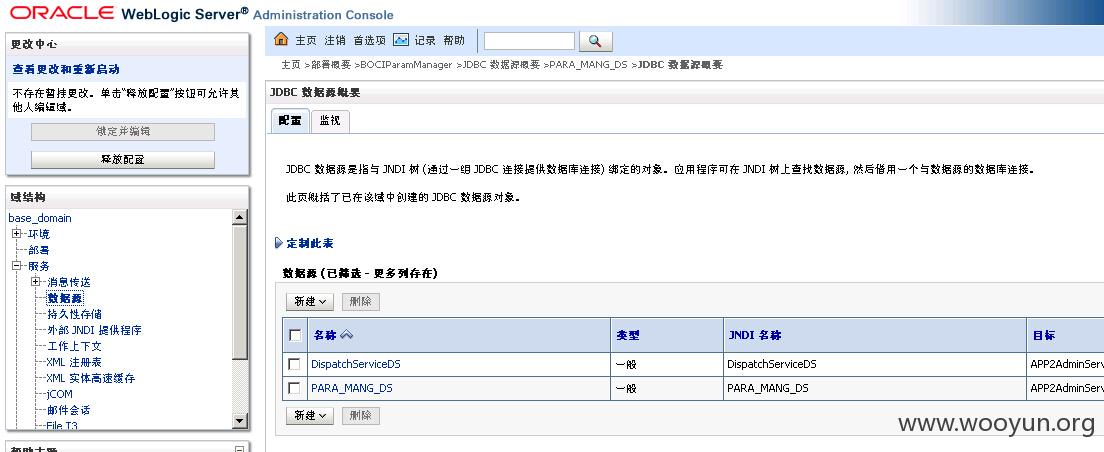 ORACLE WebLogic Server® Administration Console
更改中心
查看更改和重新启动
不存在暂挂更改。单击“释放配置”按钮可允许其
他人编辑域。
锁定并编辑
释放配置
域结构
base_domain
环境
部署
服务
消息传送
数据源
持久性存储
外部 JNDI 提供程序
工作上下文
XML 注册表
XML 实体高速缓存
jCOM
邮件会话
File T3
帮助主题
主页 注销 首选项 记录 帮助
主页 >部署概要 >BOCIParamManager >JDBC 数据源概要 >PARA_MANG_DS >JDBC 数据源概要
JDBC 数据源概要
配置 监视
JDBC 数据源是指与 JNDI 树(通过一组 JDBC 连接提供数据库连接)绑定的对象。应用程序可在 JNDI 树上查找数据源, 然后借用一个与数据源的数据库连接。
此页概括了已在该域中创建的 JDBC 数据源对象。
定制此表
数据源(已筛选 - 更多列存在)
新建 删除
名称 类型 JNDI 名称 目标
DispatchServiceDS 一般 DispatchServiceDS APP2AdminServ
PARA_MANG_DS 一般 PARA_MANG_DS APP2AdminServ
新建 删除
www.wooyun.org